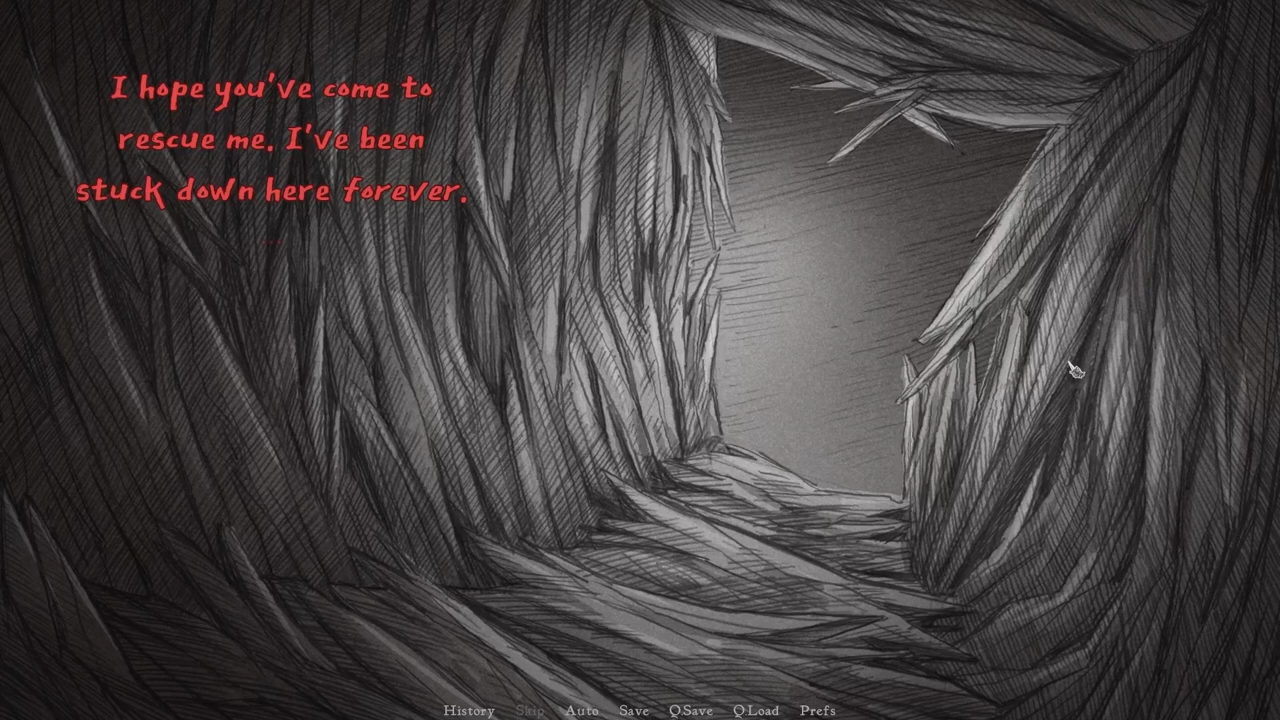 I hope you've come to
rescue me. I've been
stuck down here forever.
...
History Skip Auto Save Q.Save Q.Load Prefs